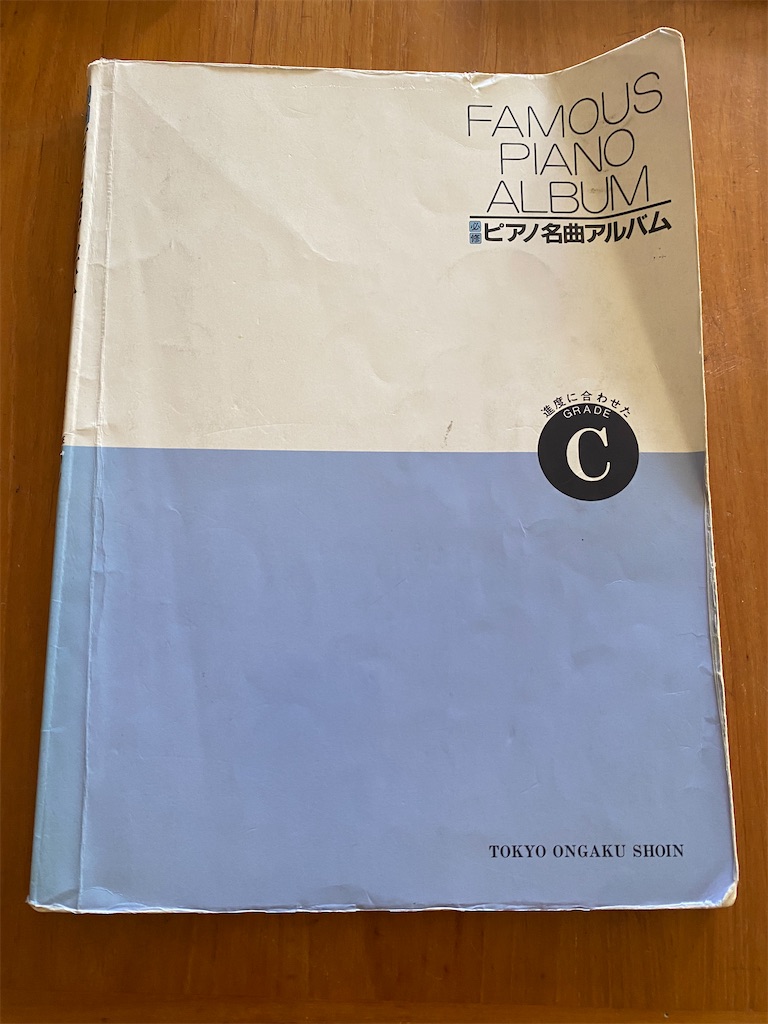 FAMOUS
PIANO
ALBUM
必修 ピアノ名曲アルバム
進度に合わせた
GRADE
C
TOKYO ONGAKU SHOIN